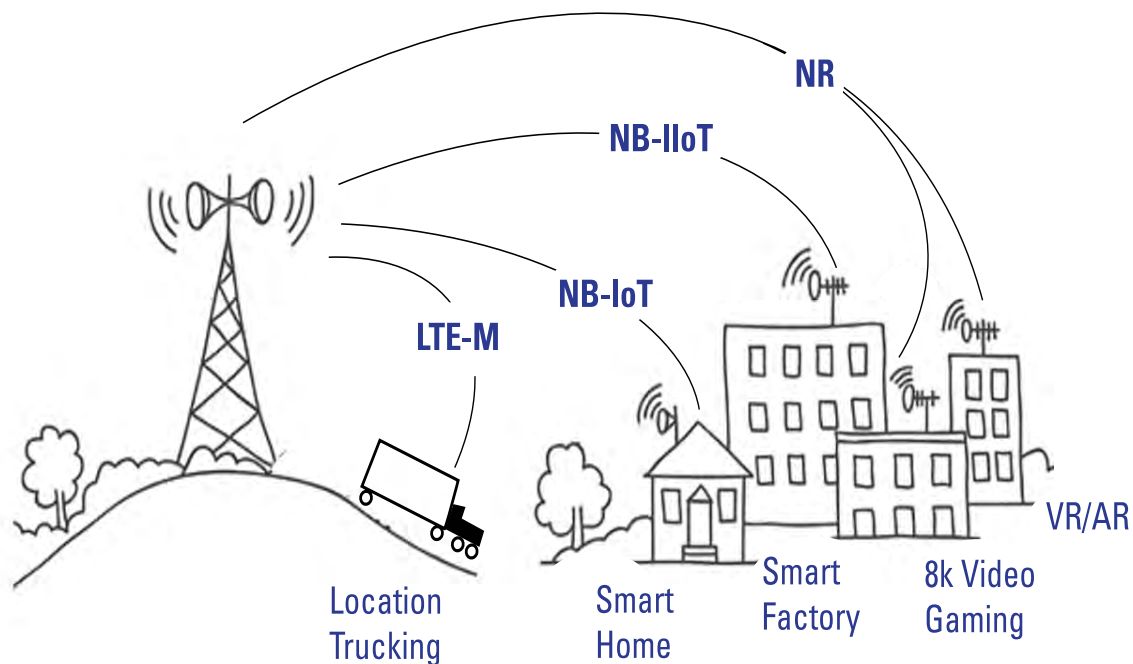 NR
NB-IIoT
NB-IoT
LTE-M
VR/AR
Location
Trucking
Smart
Home
Smart
Factory
8k Video
Gaming